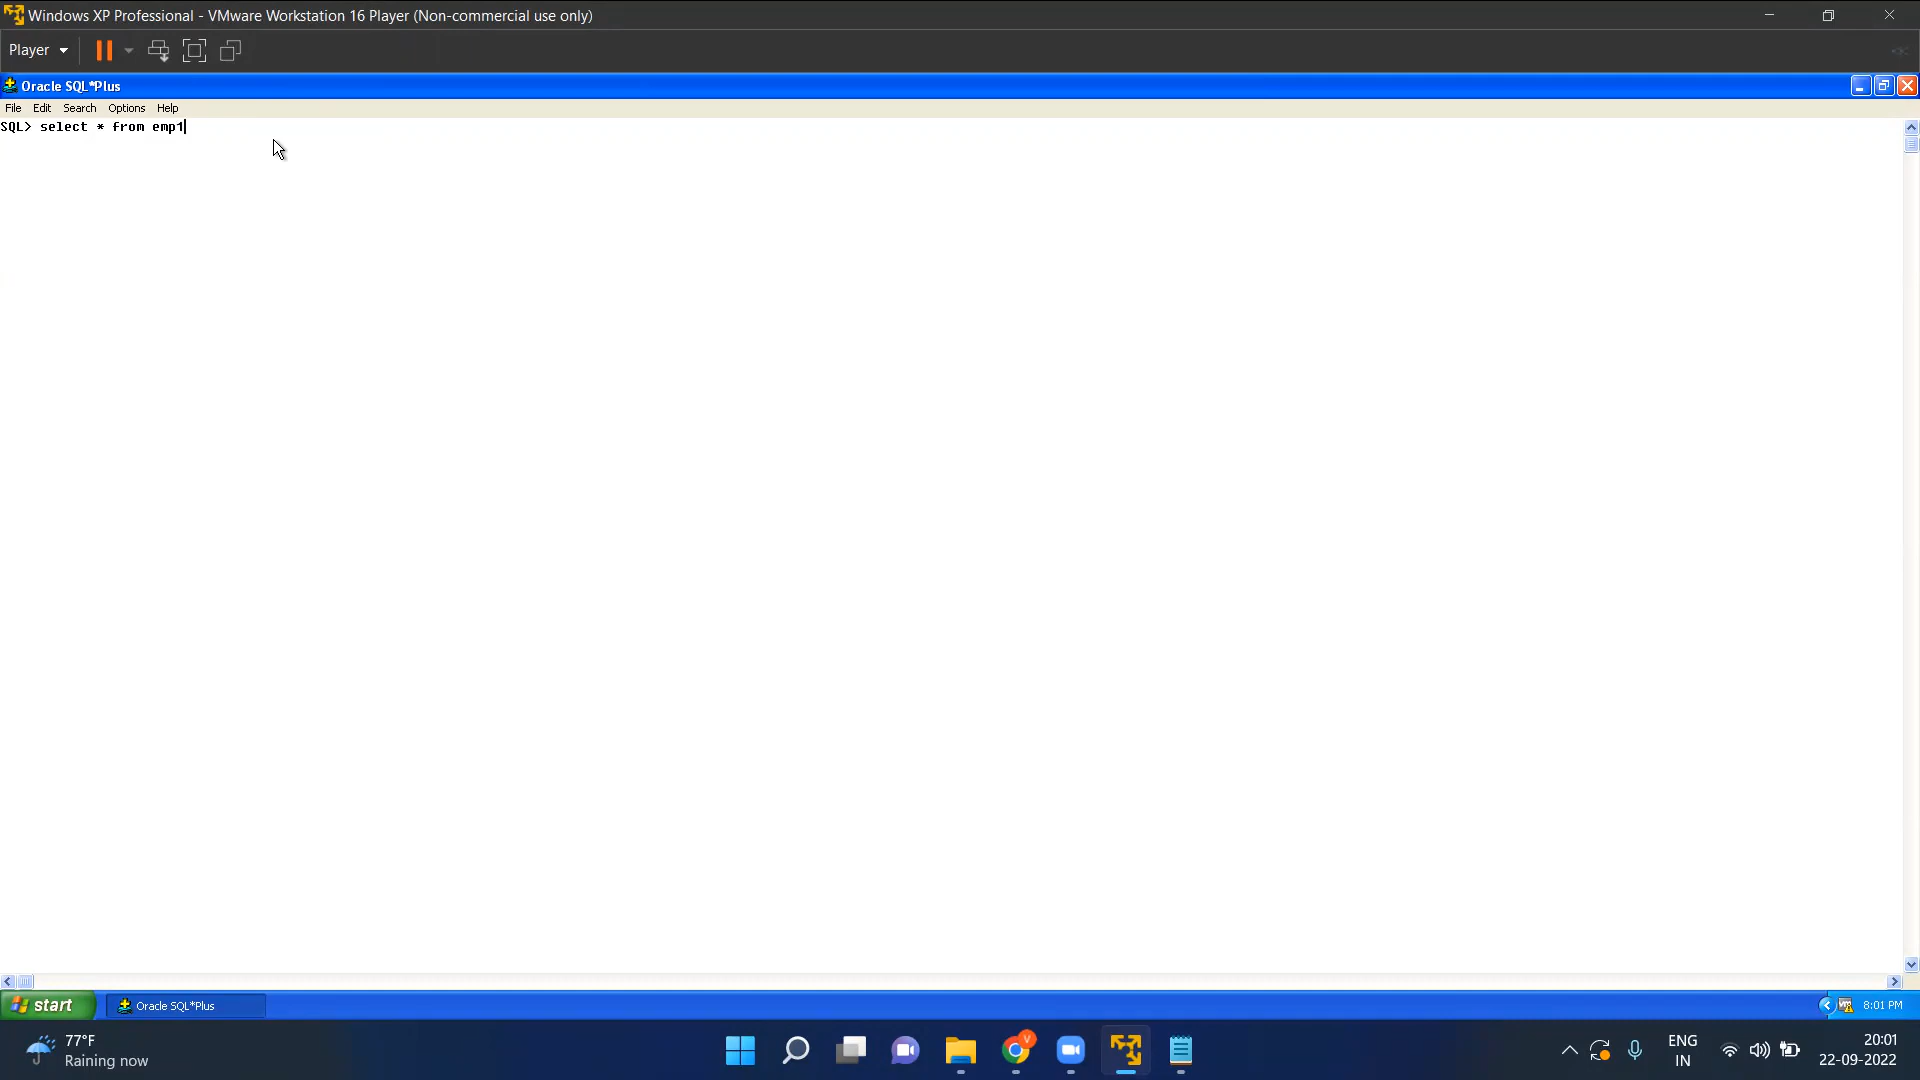 Windows XP Professional - VMware Workstation 16 Player (Non-commercial use only)
Player
Oracle SQL*Plus
File Edit Search Options Help
SQL> select * from emp1
start Oracle SQL*Plus 8:01 PM
77°F
Raining now
V
ENG
IN
20:01
22-09-2022